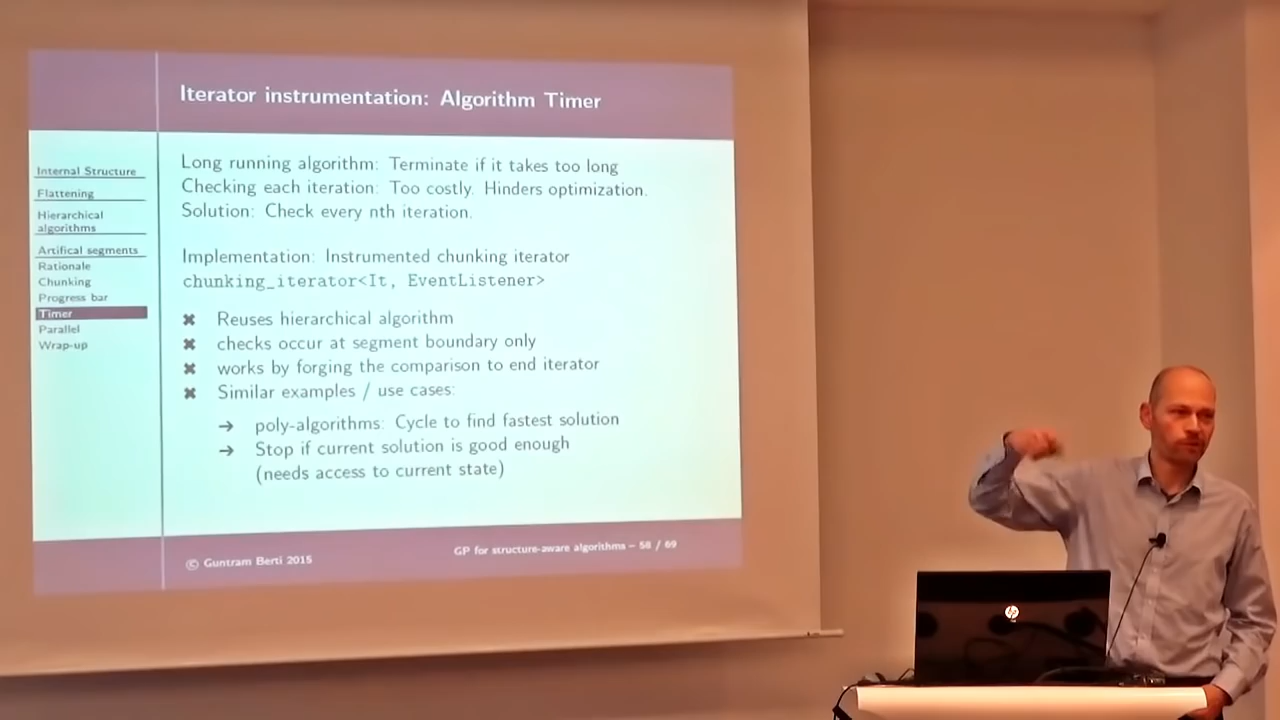 Iterator instrumentation: Algorithm Timer
Internal Structure
Flattening
Hierarchical
algorithms
Artifical segments
Rationale
Chunking
Progress bar
Timer
Parallel
Wrap-up
Long running algorithm: Terminate if it takes too long
Checking each iteration: Too costly. Hinders optimization.
Solution: Check every nth iteration.
Implementation: Instrumented chunking iterator
chunking_iterator<It, EventListener>
✖ Reuses hierarchical algorithm
✖ checks occur at segment boundary only
✖ works by forging the comparison to end iterator
✖ Similar examples / use cases:
→ poly-algorithms: Cycle to find fastest solution
→ Stop if current solution is good enough
(needs access to current state)
© Guntram Berti 2015
GP for structure-aware algorithms – 58 / 69
hp